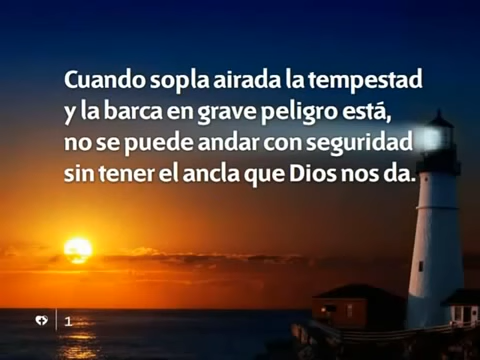 Cuando sopla airada la tempestad
y la barca en grave peligro está,
no se puede andar con seguridad
sin tener el ancla que Dios nos da.
1